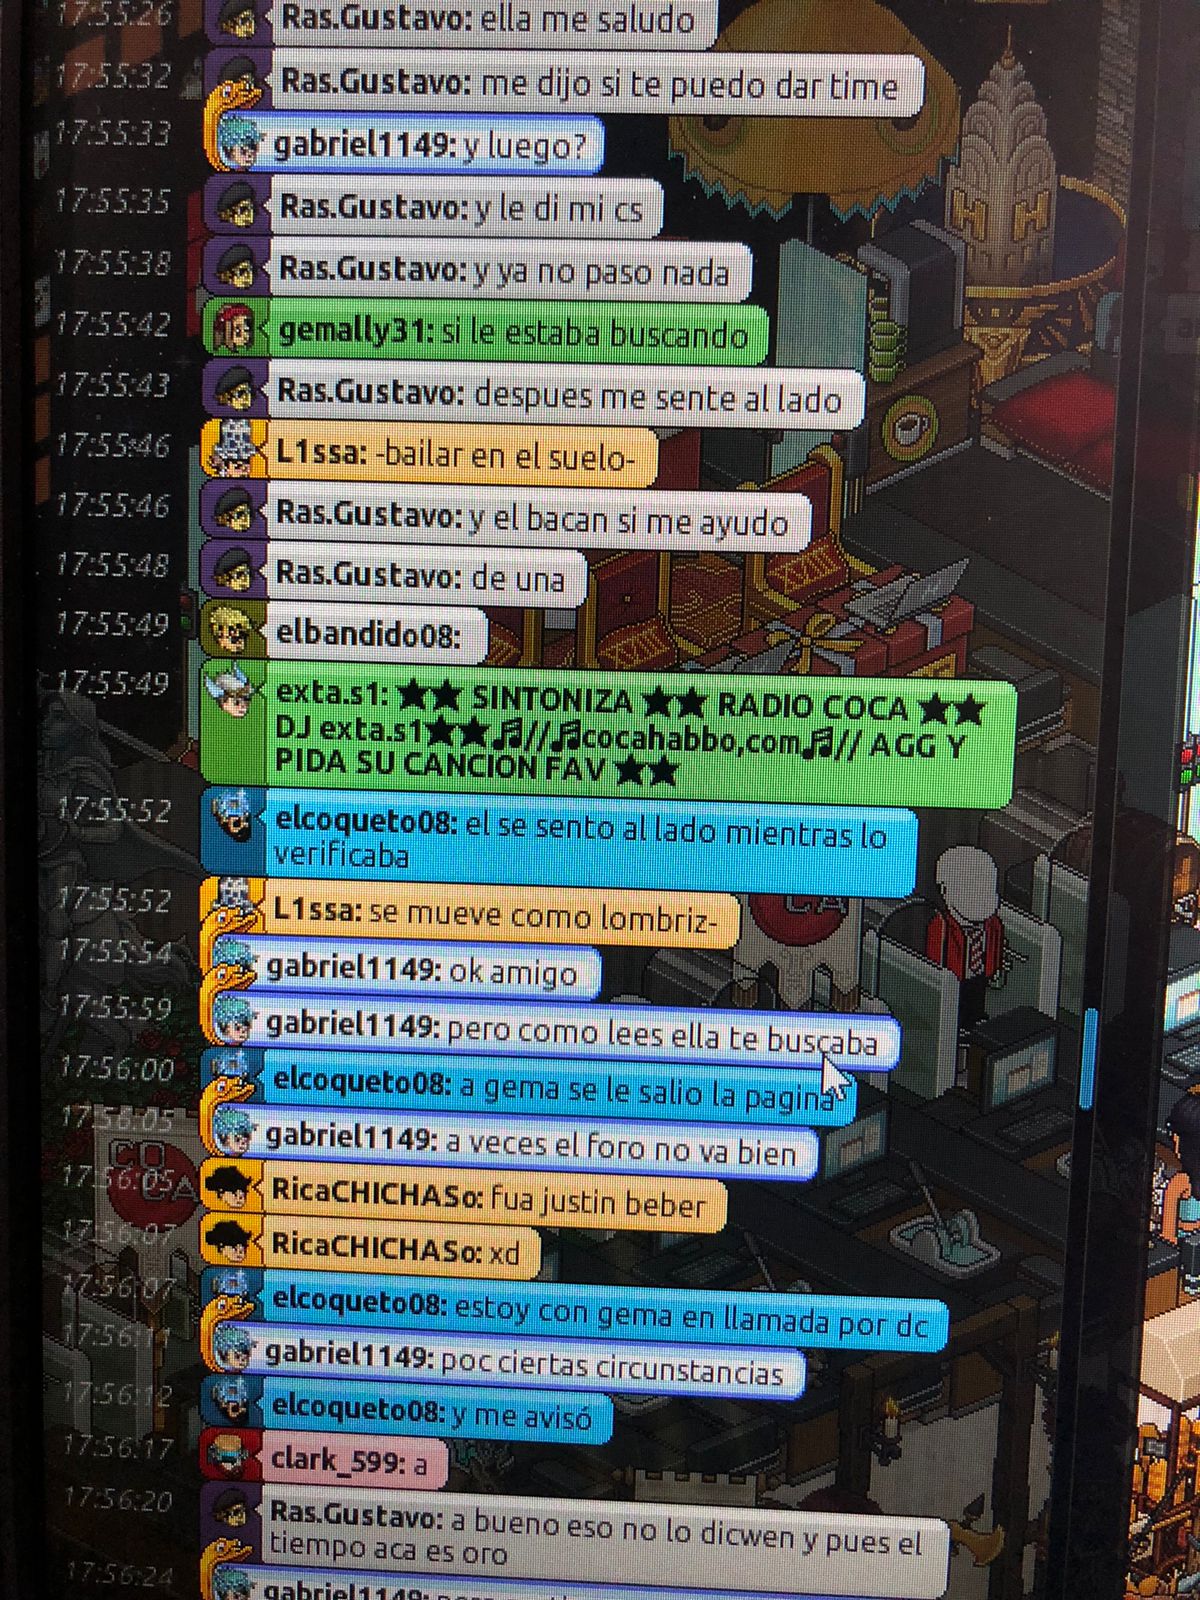 17:55:26 Ras.Gustavo: ella me saludo
17:55:32 Ras.Gustavo: me dijo si te puedo dar time
17:55:33 gabriel1149: y luego?
17:55:35 Ras.Gustavo: y le di mi cs
17:55:38 Ras.Gustavo: y ya no paso nada
17:55:42 gemally31: si le estaba buscando
17:55:43 Ras.Gustavo: despues me sente al lado
17:55:46 L1ssa: -bailar en el suelo-
17:55:46 Ras.Gustavo: y el bacan si me ayudo
17:55:48 Ras.Gustavo: de una
17:55:49 elbandido08:
17:55:49 exta.s1: ★★ SINTONIZA ★★ RADIO COCA ★★
DJ exta.s1★★♫//♫cocahabbo,com♫// AGG Y
PIDA SU CANCION FAV ★★
17:55:52 elcoqueto08: el se sento al lado mientras lo
verificaba
17:55:52 L1ssa: se mueve como lombriz-
17:55:54 gabriel1149: ok amigo
17:55:59 gabriel1149: pero como lees ella te buscaba
17:56:00 elcoqueto08: a gema se le salio la pagina
17:56:05 gabriel1149: a veces el foro no va bien
17:56:05 RicaCHICHASo: fua justin beber
17:56:07 RicaCHICHASo: xd
17:56:07 elcoqueto08: estoy con gema en llamada por dc
17:56:11 gabriel1149: poc ciertas circunstancias
17:56:12 elcoqueto08: y me avisó
17:56:17 clark_599: a
17:56:20 Ras.Gustavo: a bueno eso no lo dicwen y pues el
tiempo aca es oro
17:56:24 gabriel1149:
XVIII
XVIII
H H
CA
CO
CA